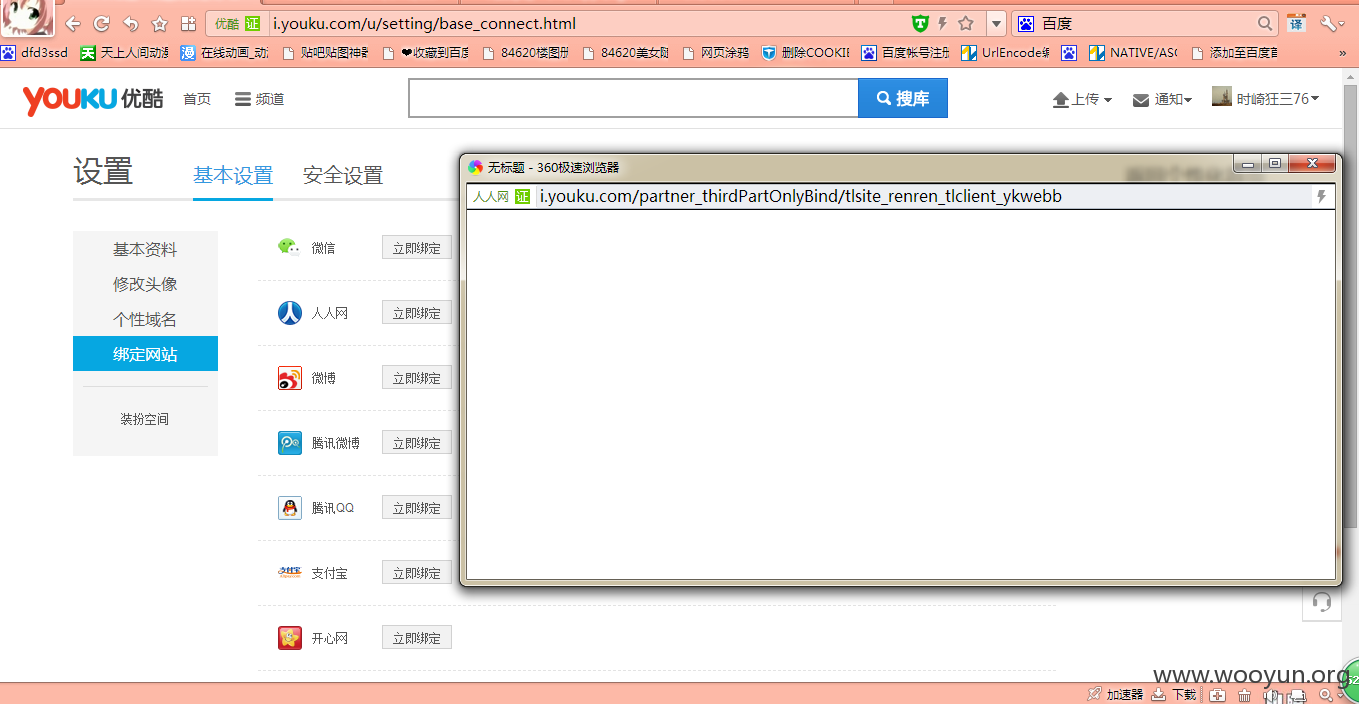 优酷 证 i.youku.com/u/setting/base_connect.html 百度 译
dfd3ssd 天 天上人间动漫 漫 在线动画_动 贴吧贴图神 ❤收藏到百度 84620楼图册 84620美女 网页涂鸦 删除COOKIE 百度帐号注册 UrlEncode编 NATIVE/ASC 添加至百度首 »
YOUKU 优酷 首页 频道 搜库 上传 通知 时崎狂三76
设置 基本设置 安全设置
无标题 - 360极速浏览器
人人网 证 i.youku.com/partner_thirdPartOnlyBind/tlsite_renren_tlclient_ykwebb
基本资料
修改头像
个性域名
绑定网站
装扮空间
微信 立即绑定
人人网 立即绑定
微博 立即绑定
腾讯微博 立即绑定
腾讯QQ 立即绑定
支付宝 支付宝 立即绑定
开心网 立即绑定
www.wooyun.org
加速器 下载